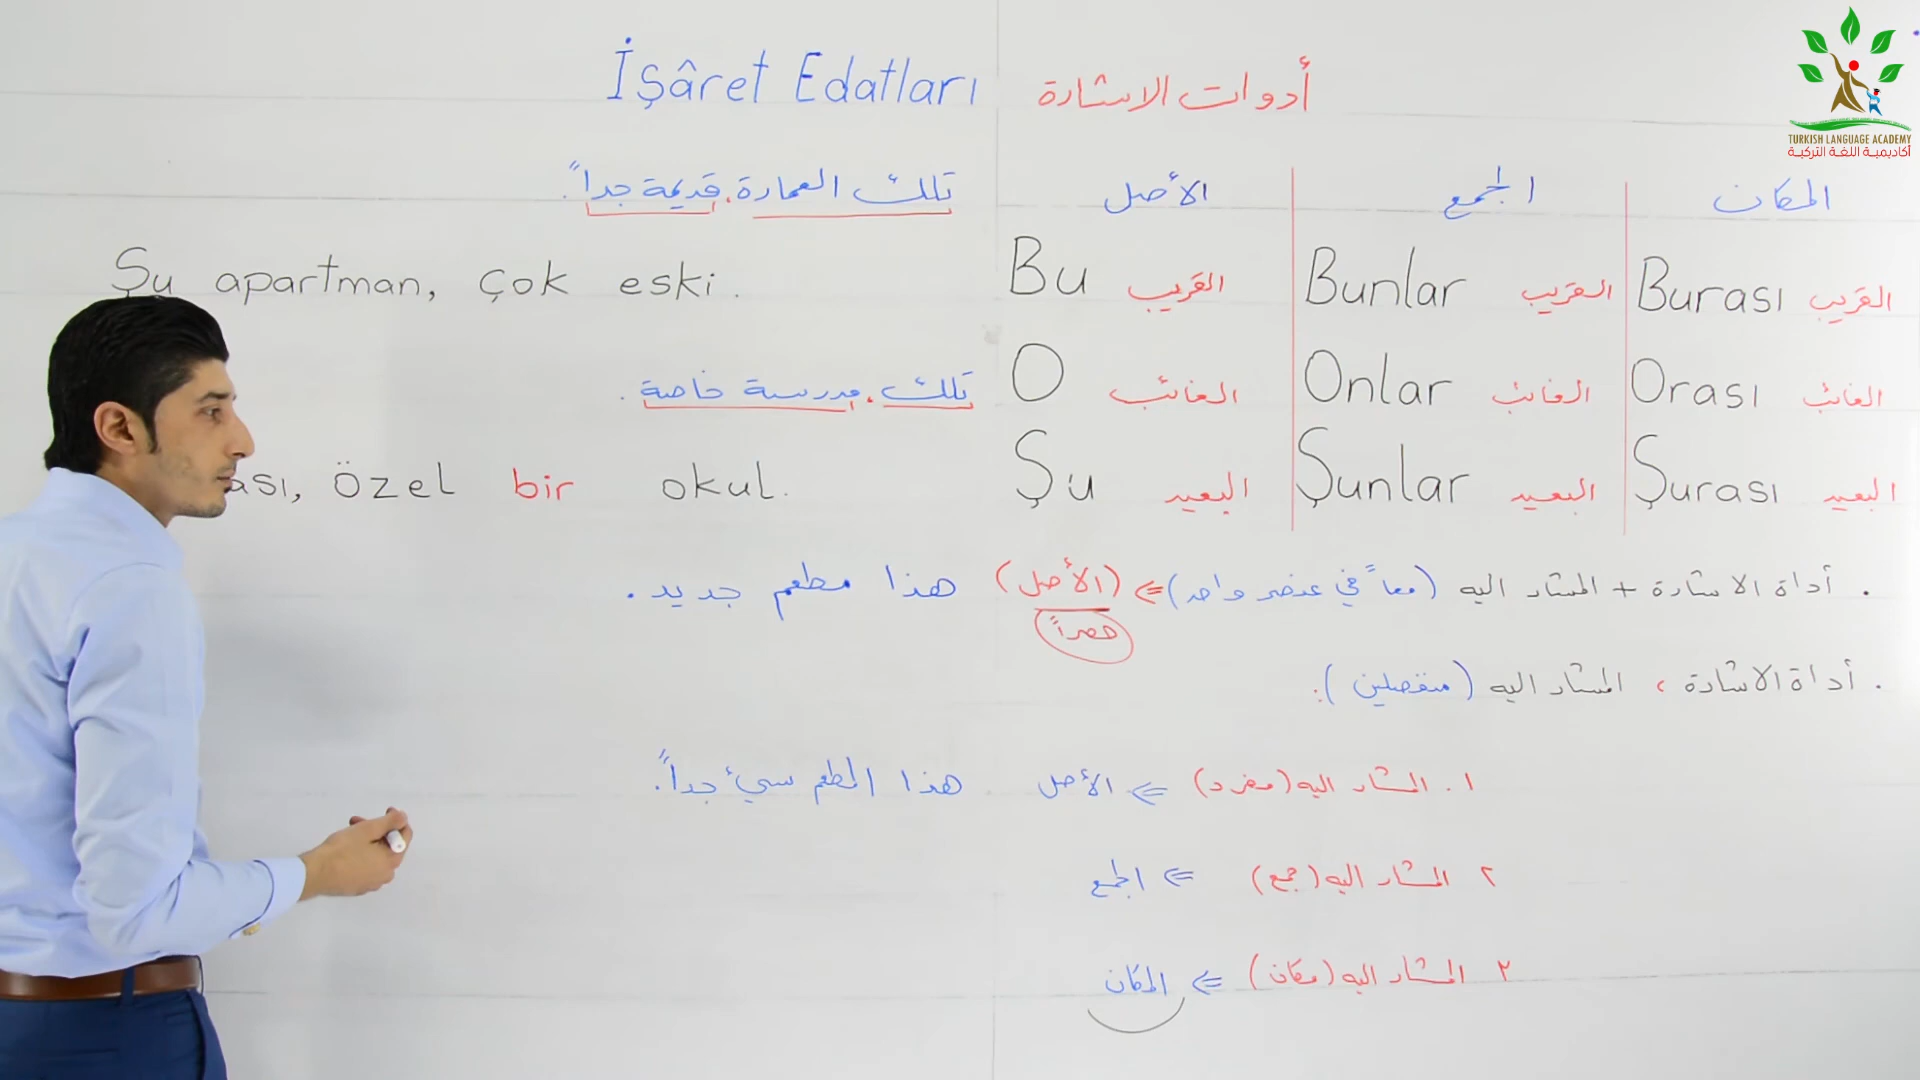 İşâret Edatları أدوات الاشارة
TURKISH LANGUAGE ACADEMY
أكاديمية اللغة التركية
المكان الجمع الأصل
تلك العمارة، قديمة جداً.
Şu apartman, çok eski.
Bu القريب Bunlar القريب Burası القريب
O الغائب Onlar الغائب Orası الغائب
تلك، مدرسة خاصة.
Şu البعيد Şunlar البعيد Şurası البعيد
ası, özel bir okul.
. أداة الاشارة + المشار اليه (معاً في عنصر واحد) ⇐ (الأصل) هذا مطعم جديد.
حصراً
. أداة الاشارة، المشار اليه (منفصلين).
١. المشار اليه (مفرد) ⇐ الأصل هذا المطعم سيئ جداً.
٢ المشار اليه (جمع) ⇐ الجمع
٣ المشار اليه (مكان) ⇐ المكان